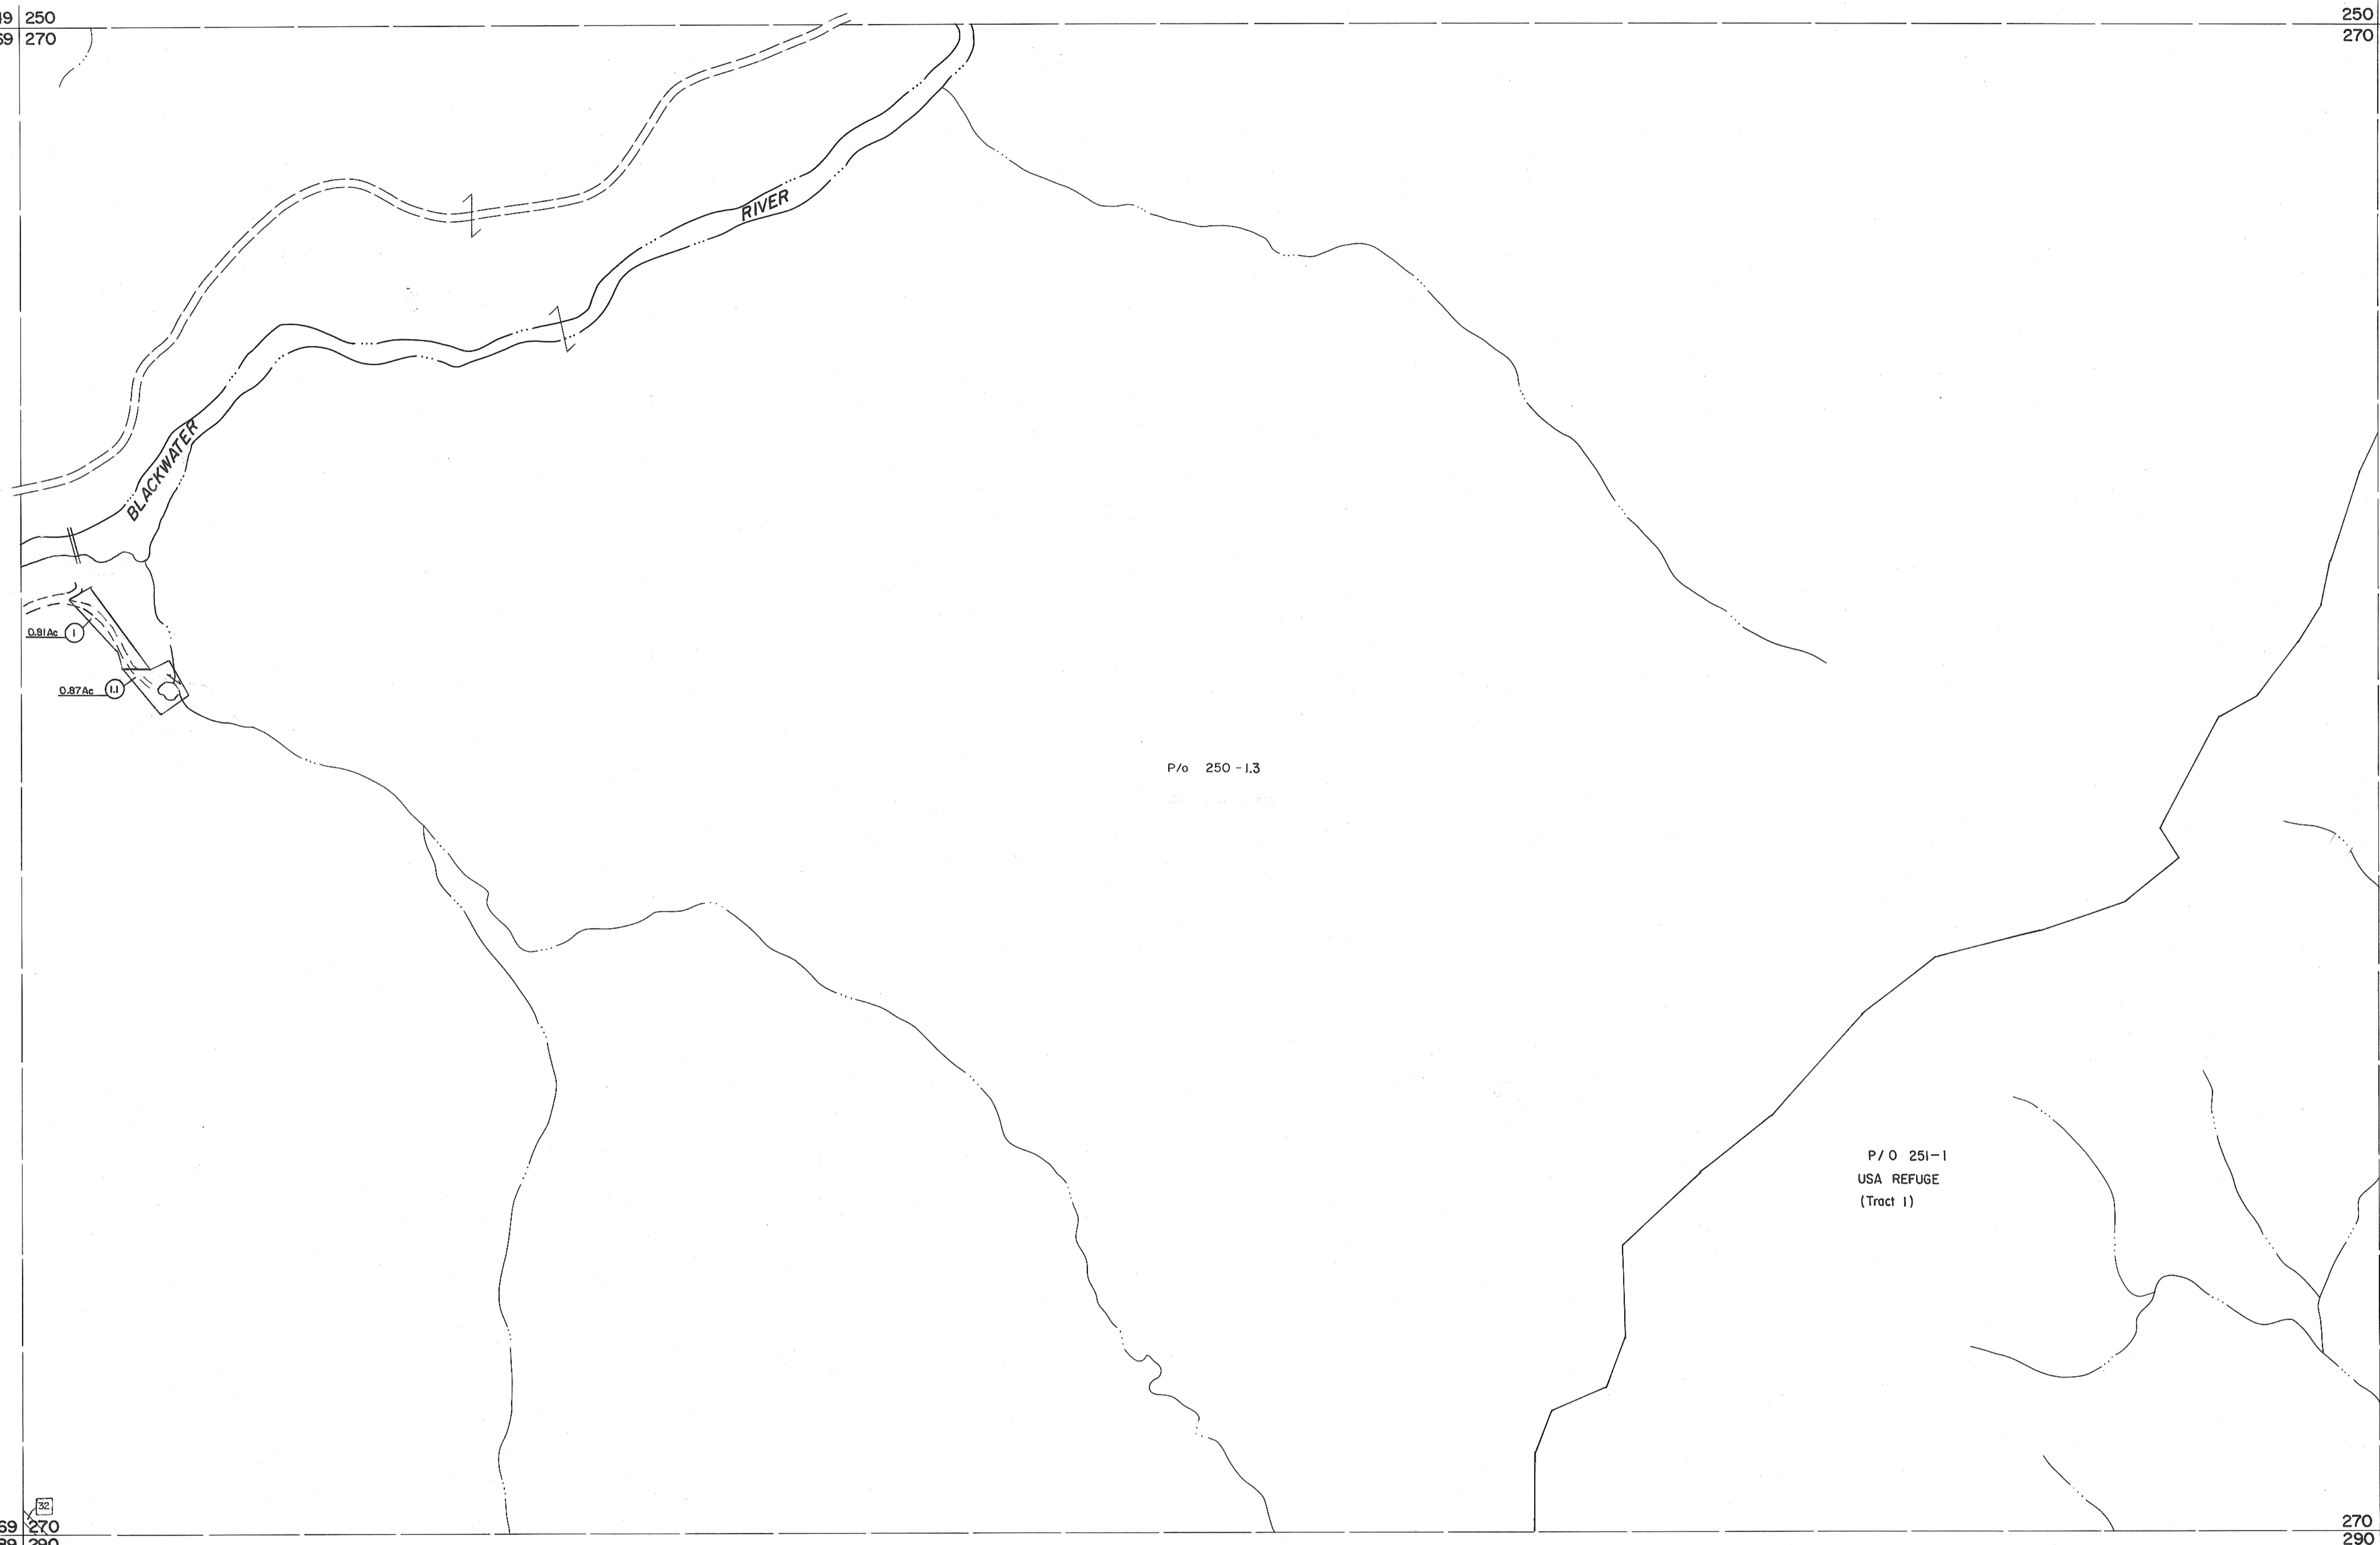 250
270
250
270
RIVER
BLACKWATER
0.81Ac 1
0.87Ac 1.1
P/o 250-1.3
P/O 251-1
USA REFUGE
(Tract 1)
32
69 270
290
270
290